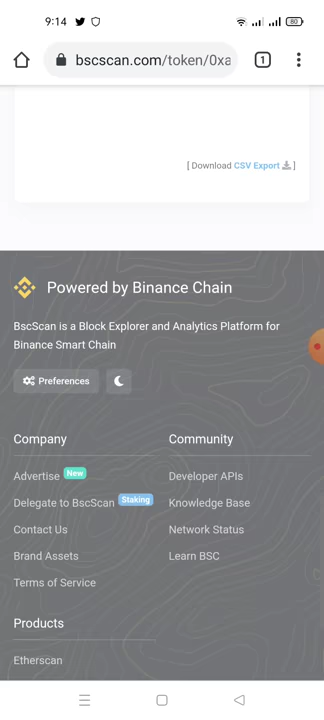 9:14
80
bscscan.com/token/0xa
1
[ Download CSV Export ]
Powered by Binance Chain
BscScan is a Block Explorer and Analytics Platform for
Binance Smart Chain
Preferences
Company
Advertise New
Delegate to BscScan Staking
Contact Us
Brand Assets
Terms of Service
Community
Developer APIs
Knowledge Base
Network Status
Learn BSC
Products
Etherscan